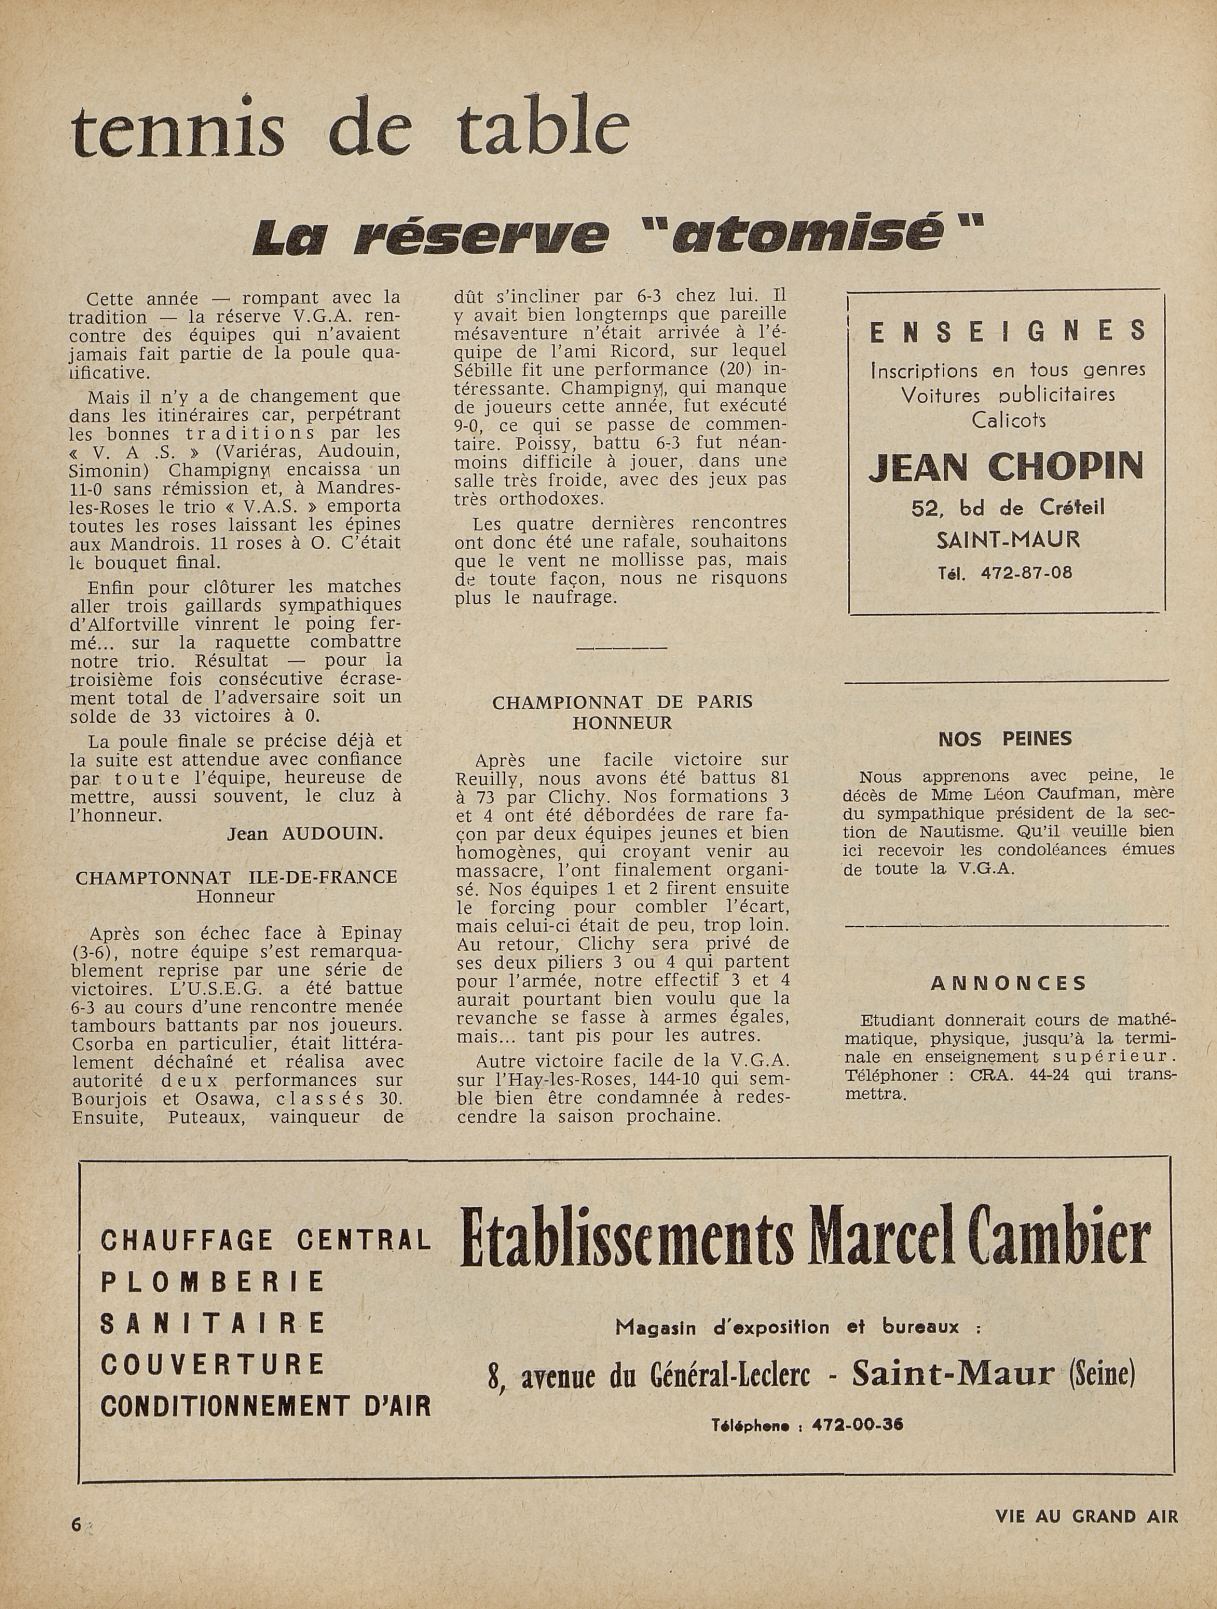 tennis de table
La réserve "atomisé"
Cette année — rompant avec la
tradition — la réserve V.G.A. ren-
contre des équipes qui n'avaient
jamais fait partie de la poule qua-
lificative.
Mais il n'y a de changement que
dans les itinéraires car, perpétrant
les bonnes traditions par les
« V. A .S. » (Variéras, Audouin,
Simonin) Champigny encaissa un
11-0 sans rémission et, à Mandres-
les-Roses le trio « V.A.S. » emporta
toutes les roses laissant les épines
aux Mandrois. 11 roses à O. C'était
le bouquet final.
Enfin pour clôturer les matches
aller trois gaillards sympathiques
d'Alfortville vinrent le poing fer-
mé... sur la raquette combattre
notre trio. Résultat — pour la
troisième fois consécutive écrase-
ment total de l'adversaire soit un
solde de 33 victoires à 0.
La poule finale se précise déjà et
la suite est attendue avec confiance
par toute l'équipe, heureuse de
mettre, aussi souvent, le cluz à
l'honneur.
Jean AUDOUIN.
CHAMPTONNAT ILE-DE-FRANCE
Honneur
Après son échec face à Epinay
(3-6), notre équipe s'est remarqua-
blement reprise par une série de
victoires. L'U.S.E.G. a été battue
6-3 au cours d'une rencontre menée
tambours battants par nos joueurs.
Csorba en particulier, était littéra-
lement déchaîné et réalisa avec
autorité deux performances sur
Bourjois et Osawa, classés 30.
Ensuite, Puteaux, vainqueur de
dût s'incliner par 6-3 chez lui. Il
y avait bien longtemps que pareille
mésaventure n'était arrivée à l'é-
quipe de l'ami Ricord, sur lequel
Sébille fit une performance (20) in-
téressante. Champigny, qui manque
de joueurs cette année, fut exécuté
9-0, ce qui se passe de commen-
taire. Poissy, battu 6-3 fut néan-
moins difficile à jouer, dans une
salle très froide, avec des jeux pas
très orthodoxes.
Les quatre dernières rencontres
ont donc été une rafale, souhaitons
que le vent ne mollisse pas, mais
de toute façon, nous ne risquons
plus le naufrage.
CHAMPIONNAT DE PARIS
HONNEUR
Après une facile victoire sur
Reuilly, nous avons été battus 81
à 73 par Clichy. Nos formations 3
et 4 ont été débordées de rare fa-
çon par deux équipes jeunes et bien
homogènes, qui croyant venir au
massacre, l'ont finalement organi-
sé. Nos équipes 1 et 2 firent ensuite
le forcing pour combler l'écart,
mais celui-ci était de peu, trop loin.
Au retour, Clichy sera privé de
ses deux piliers 3 ou 4 qui partent
pour l'armée, notre effectif 3 et 4
aurait pourtant bien voulu que la
revanche se fasse à armes égales,
mais... tant pis pour les autres.
Autre victoire facile de la V.G.A.
sur l'Hay-les-Roses, 144-10 qui sem-
ble bien être condamnée à redes-
cendre la saison prochaine.
ENSEIGNES
Inscriptions en tous genres
Voitures publicitaires
Calicots
JEAN CHOPIN
52, bd de Créteil
SAINT-MAUR
Tél. 472-87-08
NOS PEINES
Nous apprenons avec peine, le
décès de Mme Léon Caufman, mère
du sympathique président de la sec-
tion de Nautisme. Qu'il veuille bien
ici recevoir les condoléances émues
de toute la V.G.A.
ANNONCES
Etudiant donnerait cours de mathé-
matique, physique, jusqu'à la termi-
nale en enseignement supérieur.
Téléphoner : CRA. 44-24 qui trans-
mettra.
CHAUFFAGE CENTRAL
PLOMBERIE
SANITAIRE
COUVERTURE
CONDITIONNEMENT D'AIR
Etablissements Marcel Cambier
Magasin d'exposition et bureaux :
8, avenue du Général-Leclerc - Saint-Maur (Seine)
Téléphone : 472-00-36
6
VIE AU GRAND AIR